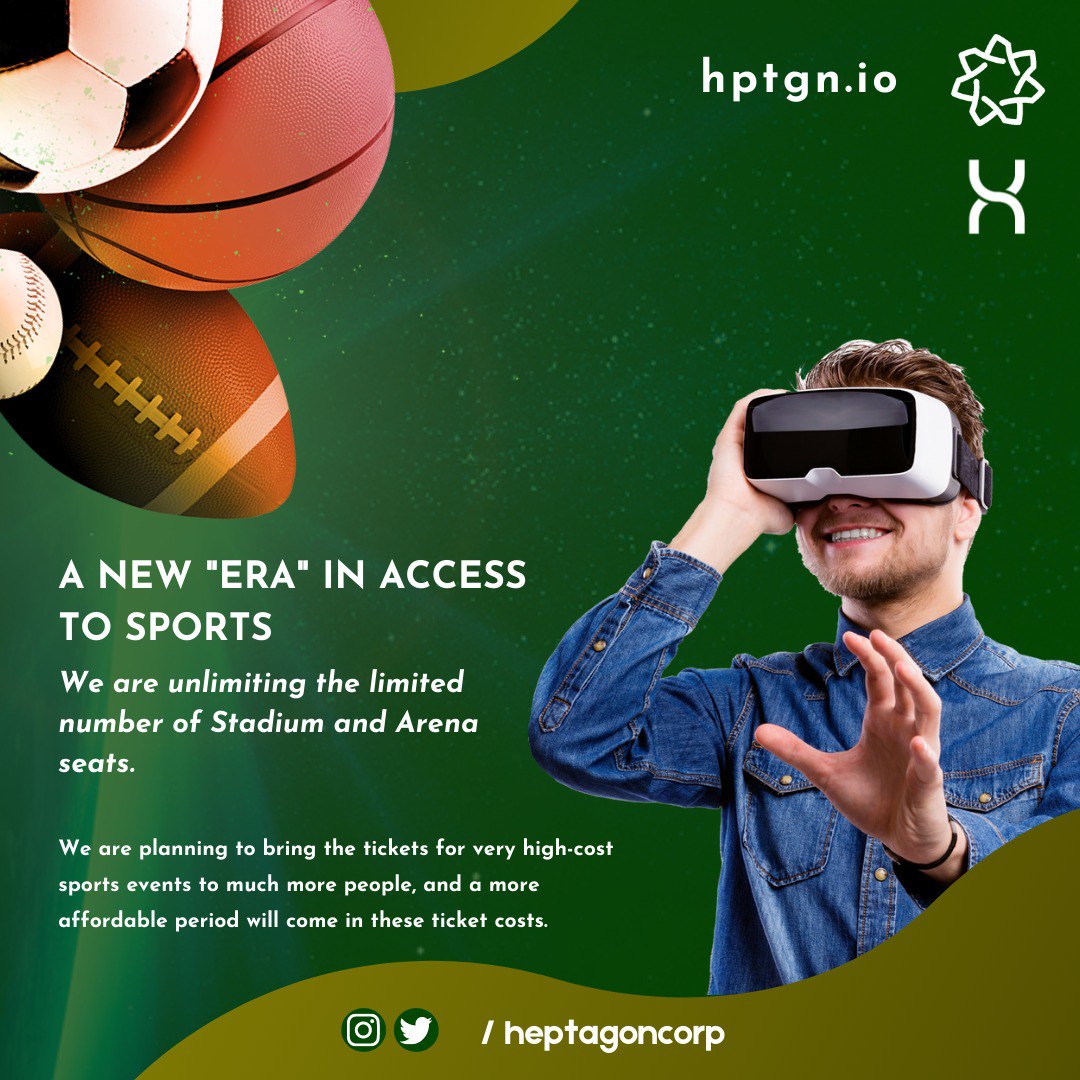 hptgn.io
A NEW "ERA" IN ACCESS
TO SPORTS
We are unlimiting the limited
number of Stadium and Arena
seats.
We are planning to bring the tickets for very high-cost
sports events to much more people, and a more
affordable period will come in these ticket costs.
/ heptagoncorp